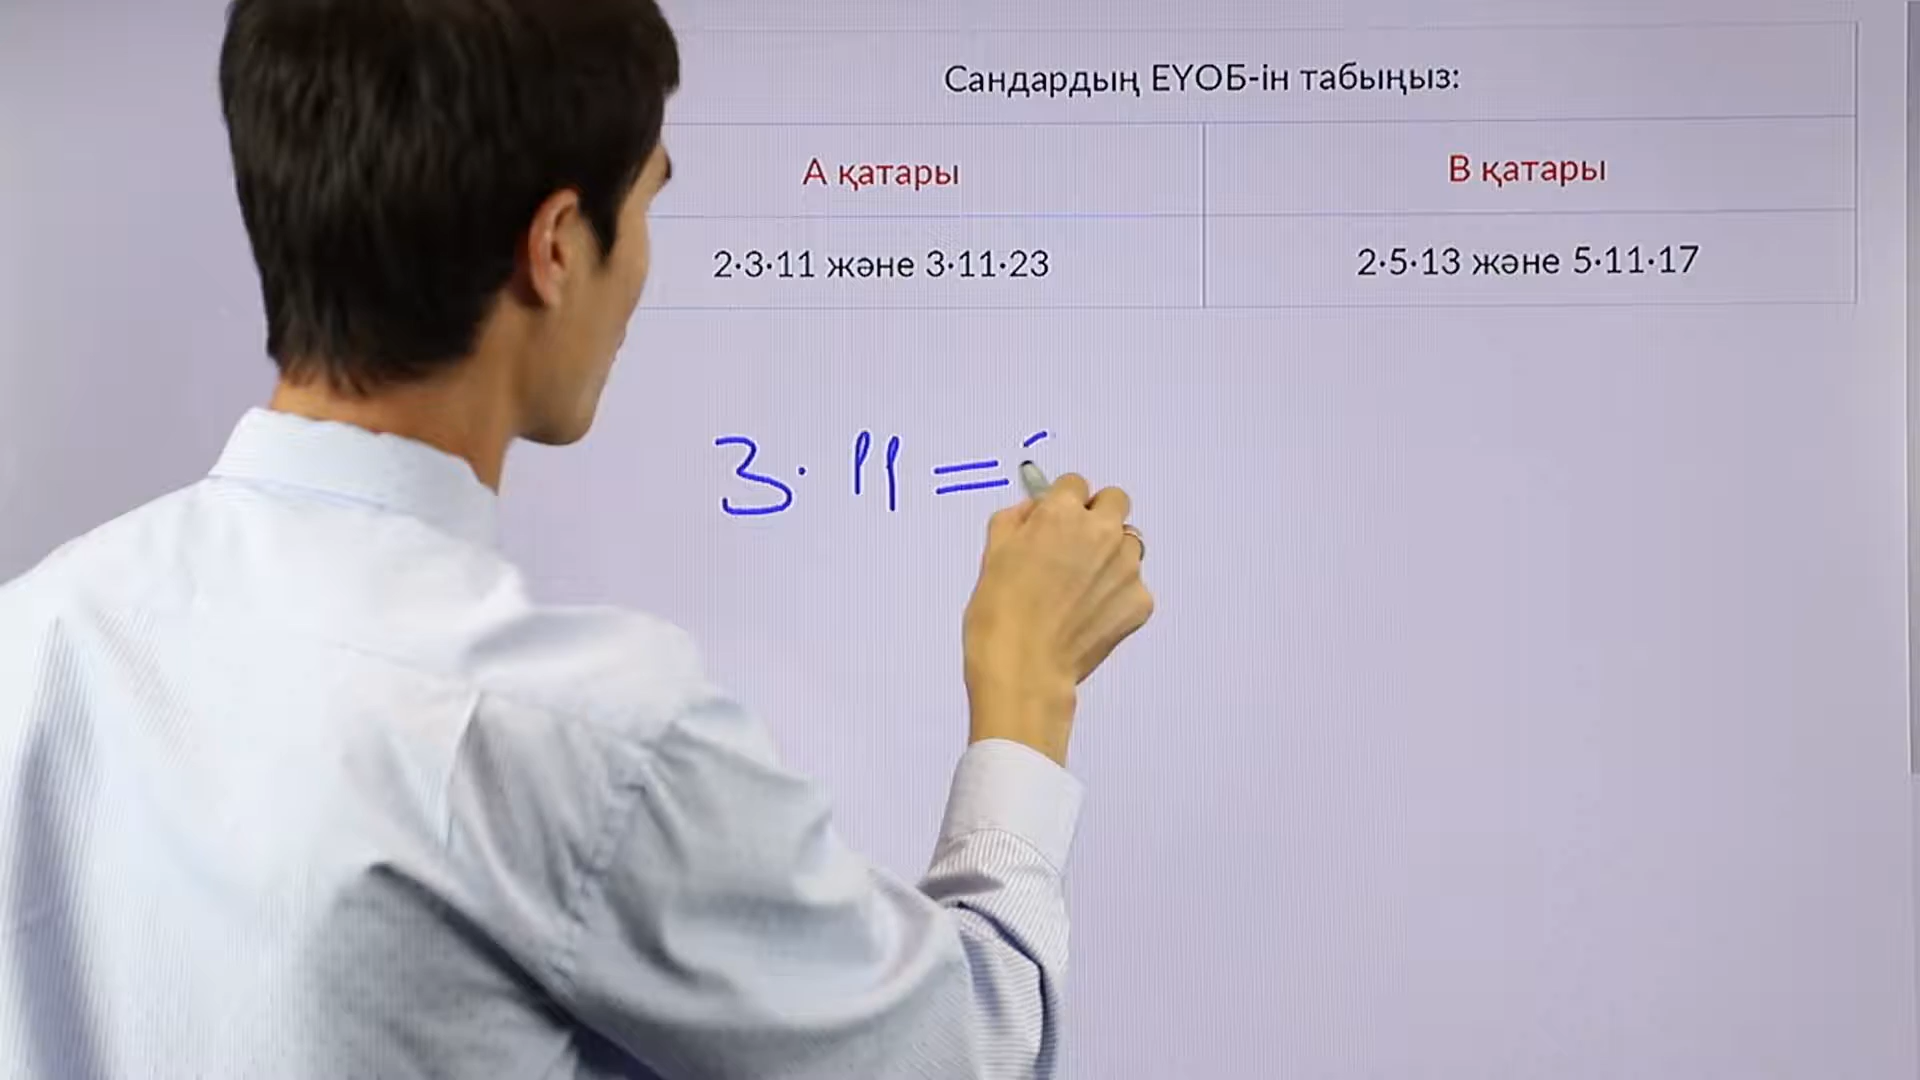 Сандардың ЕҮОБ-ін табыңыз:
А қатары
В қатары
2·3·11 және 3·11·23
2·5·13 және 5·11·17
3·11=